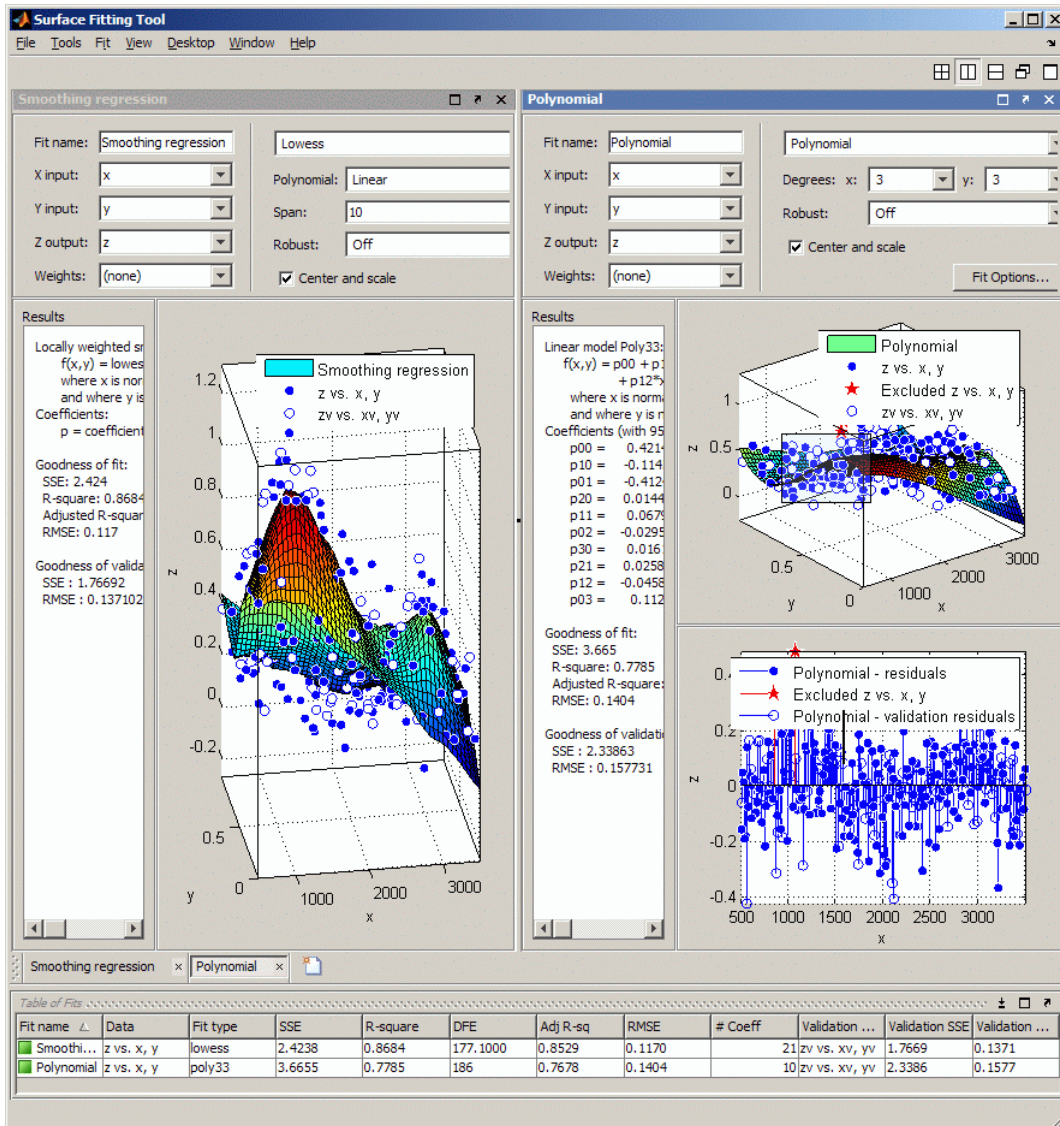 Surface Fitting Tool
File Tools Fit View Desktop Window Help
Smoothing regression
Fit name: Smoothing regression
X input: x
Y input: y
Z output: z
Weights: (none)
Lowess
Polynomial: Linear
Span: 10
Robust: Off
Center and scale
Results
Locally weighted sm
f(x,y) = lowes
where x is nor
and where y is
Coefficients:
p = coefficient
Goodness of fit:
SSE: 2.424
R-square: 0.8684
Adjusted R-squar
RMSE: 0.117
Goodness of valida
SSE : 1.76692
RMSE : 0.137102
Smoothing regression
z vs. x, y
zv vs. xv, yv
1.2
1
0.8
0.6
0.4
0.2
0
-0.2
z
0.5
0
y
1000
2000
3000
x
Polynomial
Fit name: Polynomial
X input: x
Y input: y
Z output: z
Weights: (none)
Polynomial
Degrees: x: 3 y: 3
Robust: Off
Center and scale
Fit Options...
Results
Linear model Poly33:
f(x,y) = p00 + p1
+ p12*x
where x is norma
and where y is n
Coefficients (with 95
p00 = 0.4214
p10 = -0.114
p01 = -0.412
p20 = 0.0144
p11 = 0.0679
p02 = -0.0295
p30 = 0.016
p21 = 0.0258
p12 = -0.0458
p03 = 0.112
Goodness of fit:
SSE: 3.665
R-square: 0.7785
Adjusted R-square:
RMSE: 0.1404
Goodness of validati
SSE : 2.33863
RMSE : 0.157731
Polynomial
z vs. x, y
Excluded z vs. x, y
zv vs. xv, yv
1
0.5
0
z
0.5
0
y
1000
2000
3000
x
Polynomial - residuals
Excluded z vs. x, y
Polynomial - validation residuals
0.2
0
-0.2
-0.4
z
500 1000 1500 2000 2500 3000
x
Smoothing regression × Polynomial ×
Table of Fits
Fit name Data Fit type SSE R-square DFE Adj R-sq RMSE # Coeff Validation ... Validation SSE Validation ...
Smoothi... z vs. x, y lowess 2.4238 0.8684 177.1000 0.8529 0.1170 21 zv vs. xv, yv 1.7669 0.1371
Polynomial z vs. x, y poly33 3.6655 0.7785 186 0.7678 0.1404 10 zv vs. xv, yv 2.3386 0.1577